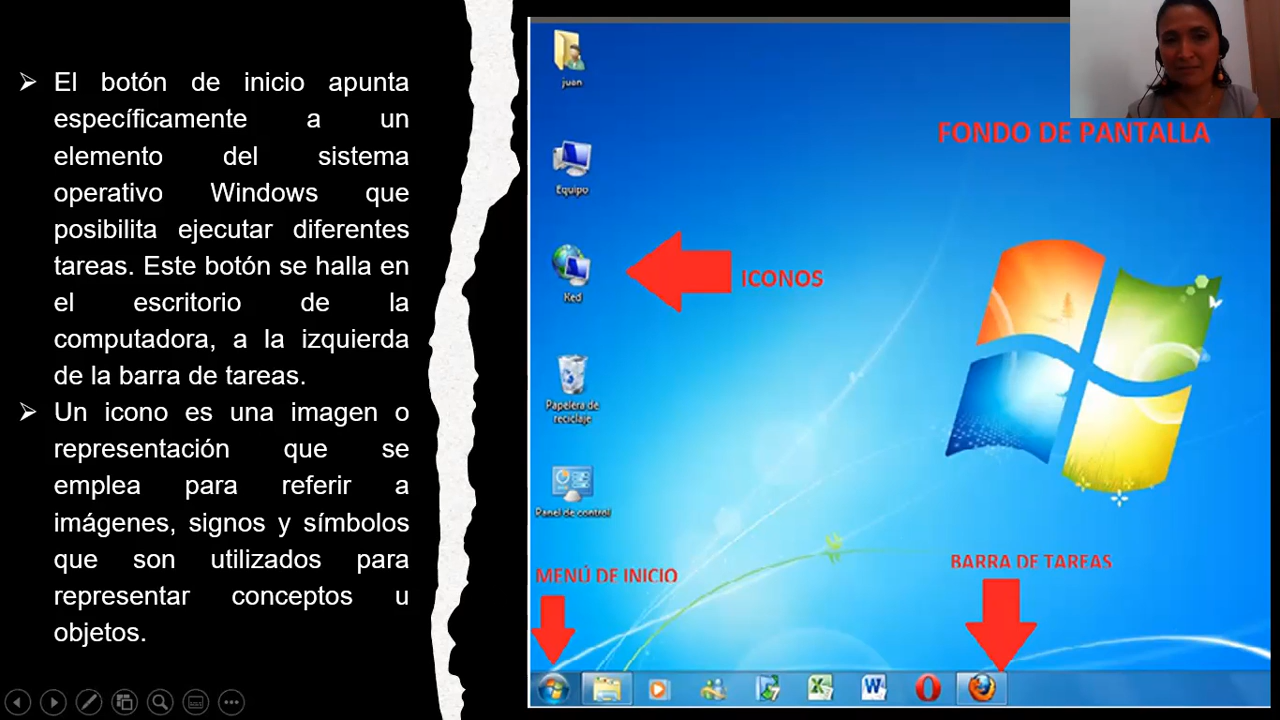 El botón de inicio apunta
específicamente a un
elemento del sistema
operativo Windows que
posibilita ejecutar diferentes
tareas. Este botón se halla en
el escritorio de la
computadora, a la izquierda
de la barra de tareas.
Un icono es una imagen o
representación que se
emplea para referir a
imágenes, signos y símbolos
que son utilizados para
representar conceptos u
objetos.
juan
FONDO DE PANTALLA
Equipo
Red
ICONOS
Papelera de
reciclaje
Panel de control
MENÚ DE INICIO
BARRA DE TAREAS